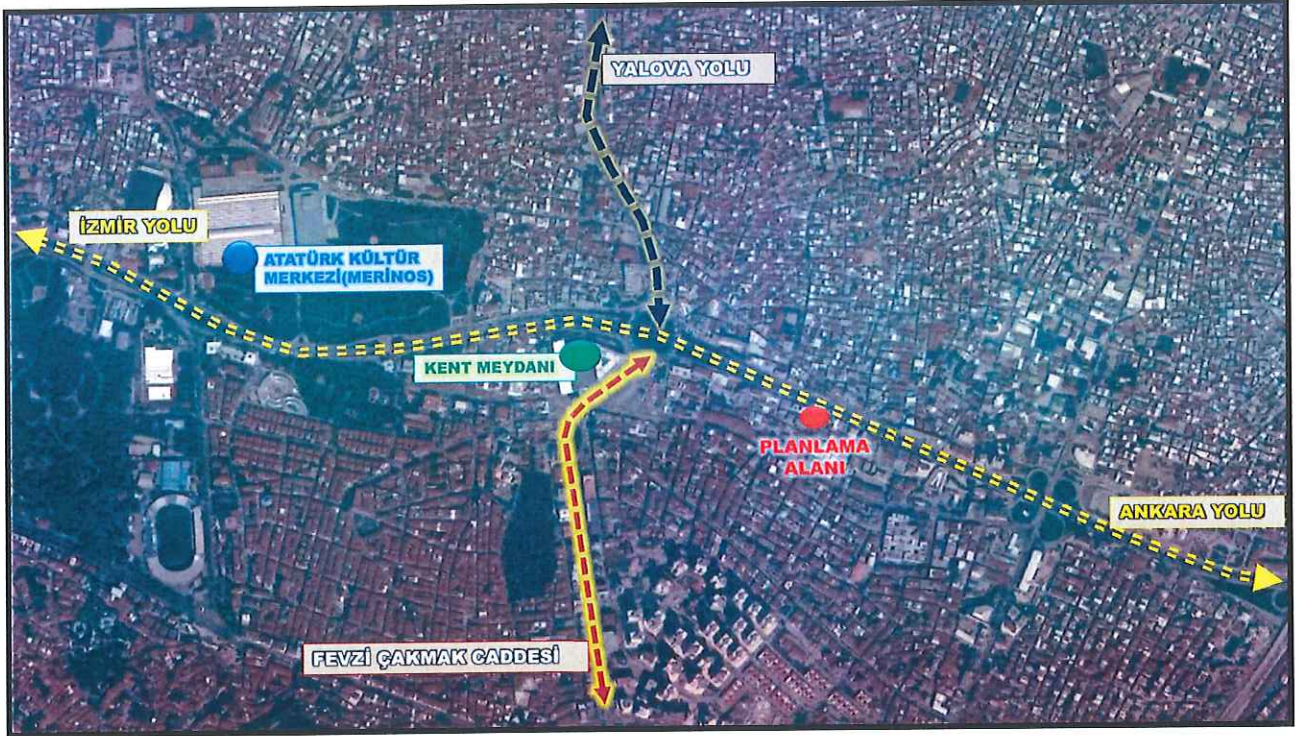 YALOVA YOLU
İZMİR YOLU
ATATÜRK KÜLTÜR
MERKEZİ(MERİNOS)
KENT MEYDANI
PLANLAMA
ALANI
ANKARA YOLU
FEVZİ ÇAKMAK CADDESİ